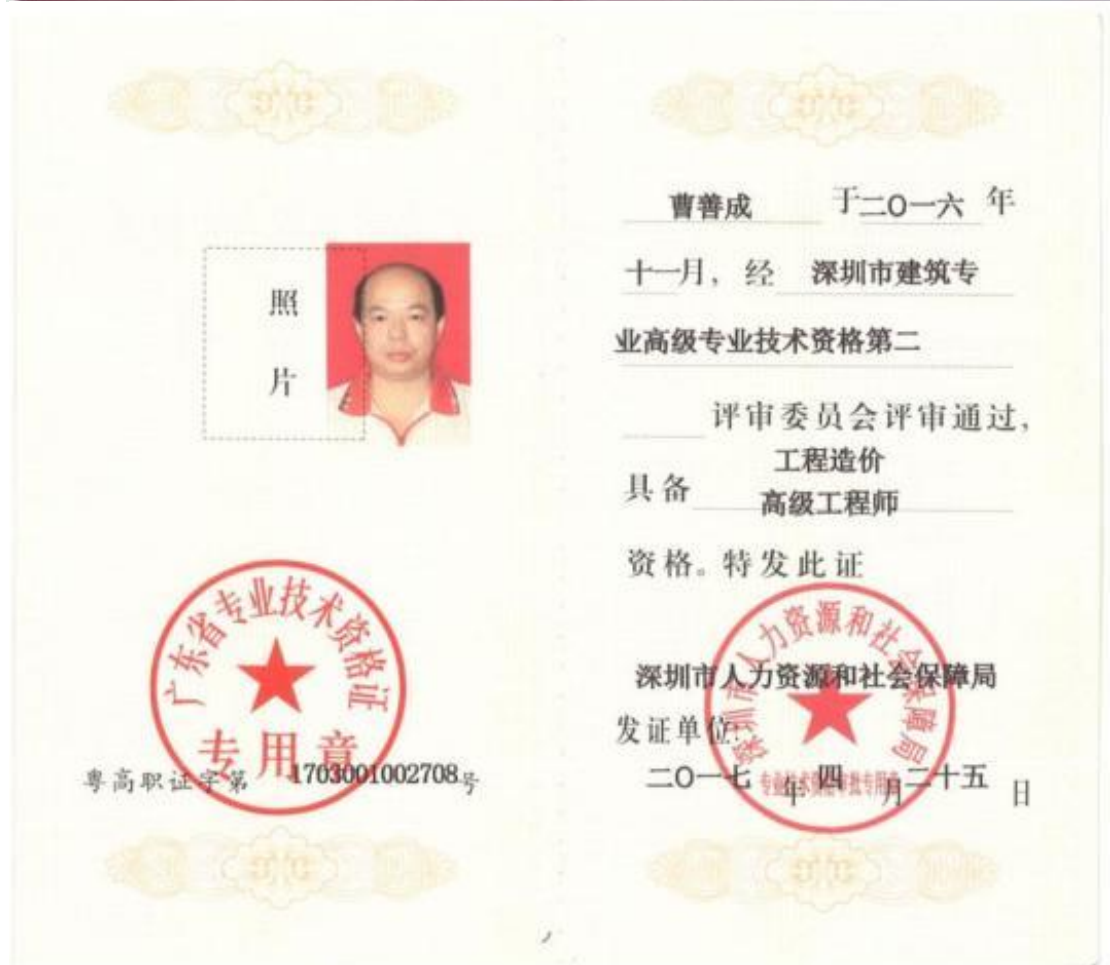 照
片
广东省专业技术资格证
专用章
粤高职证字第 1703001002708号
曹善成 于二〇一六 年
十一月，经 深圳市建筑专
业高级专业技术资格第二
评审委员会评审通过，
工程造价
具备 高级工程师
资格。特发此证
深圳市人力资源和社会保障局
深圳市人力资源和社会保障局
发证单位:
二〇一七 年 四 月 二十五 日